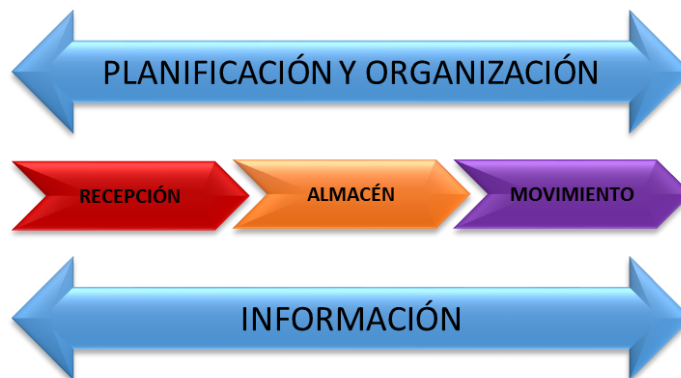 PLANIFICACIÓN Y ORGANIZACIÓN
RECEPCIÓN
ALMACÉN
MOVIMIENTO
INFORMACIÓN